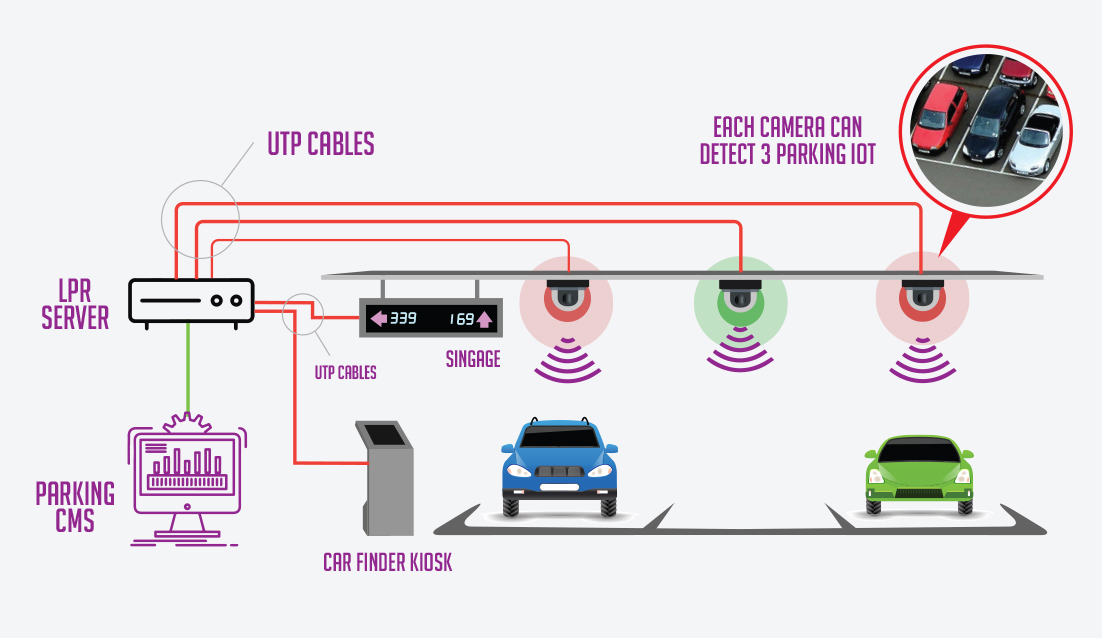 EACH CAMERA CAN
DETECT 3 PARKING IOT
UTP CABLES
LPR
SERVER
339
169
SINGAGE
UTP CABLES
PARKING
CMS
CAR FINDER KIOSK